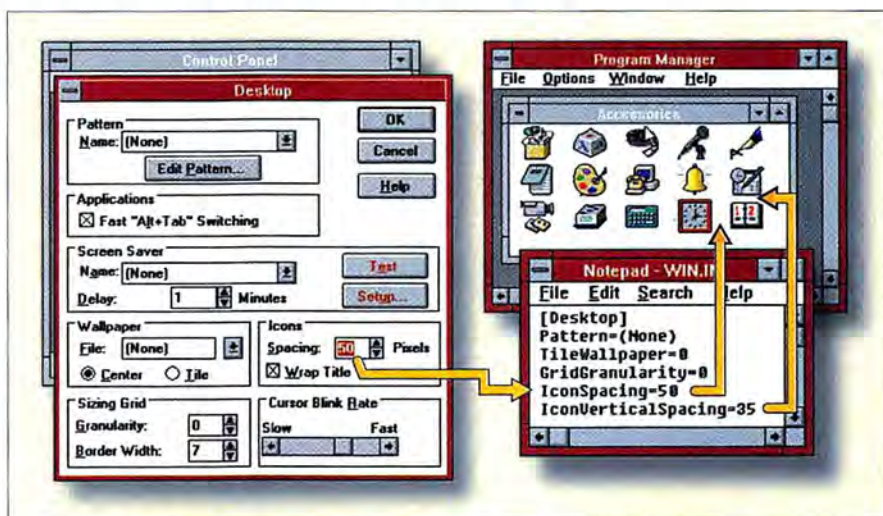 Control Panel
Desktop
Pattern
Name: (None)
Edit Pattern...
OK
Cancel
Help
Applications
Fast "Alt+Tab" Switching
Screen Saver
Name: (None)
Delay: 1 Minutes
Test
Setup...
Wallpaper
File: (None)
Center Tile
Icons
Spacing: 50 Pixels
Wrap Title
Sizing Grid
Granularity: 0
Border Width: 7
Cursor Blink Rate
Slow Fast
Program Manager
File Options Window Help
Accessories
12
Notepad - WIN.IN
File Edit Search elp
[Desktop]
Pattern=(None)
TileWallpaper=0
GridGranularity=0
IconSpacing=50
IconVerticalSpacing=35